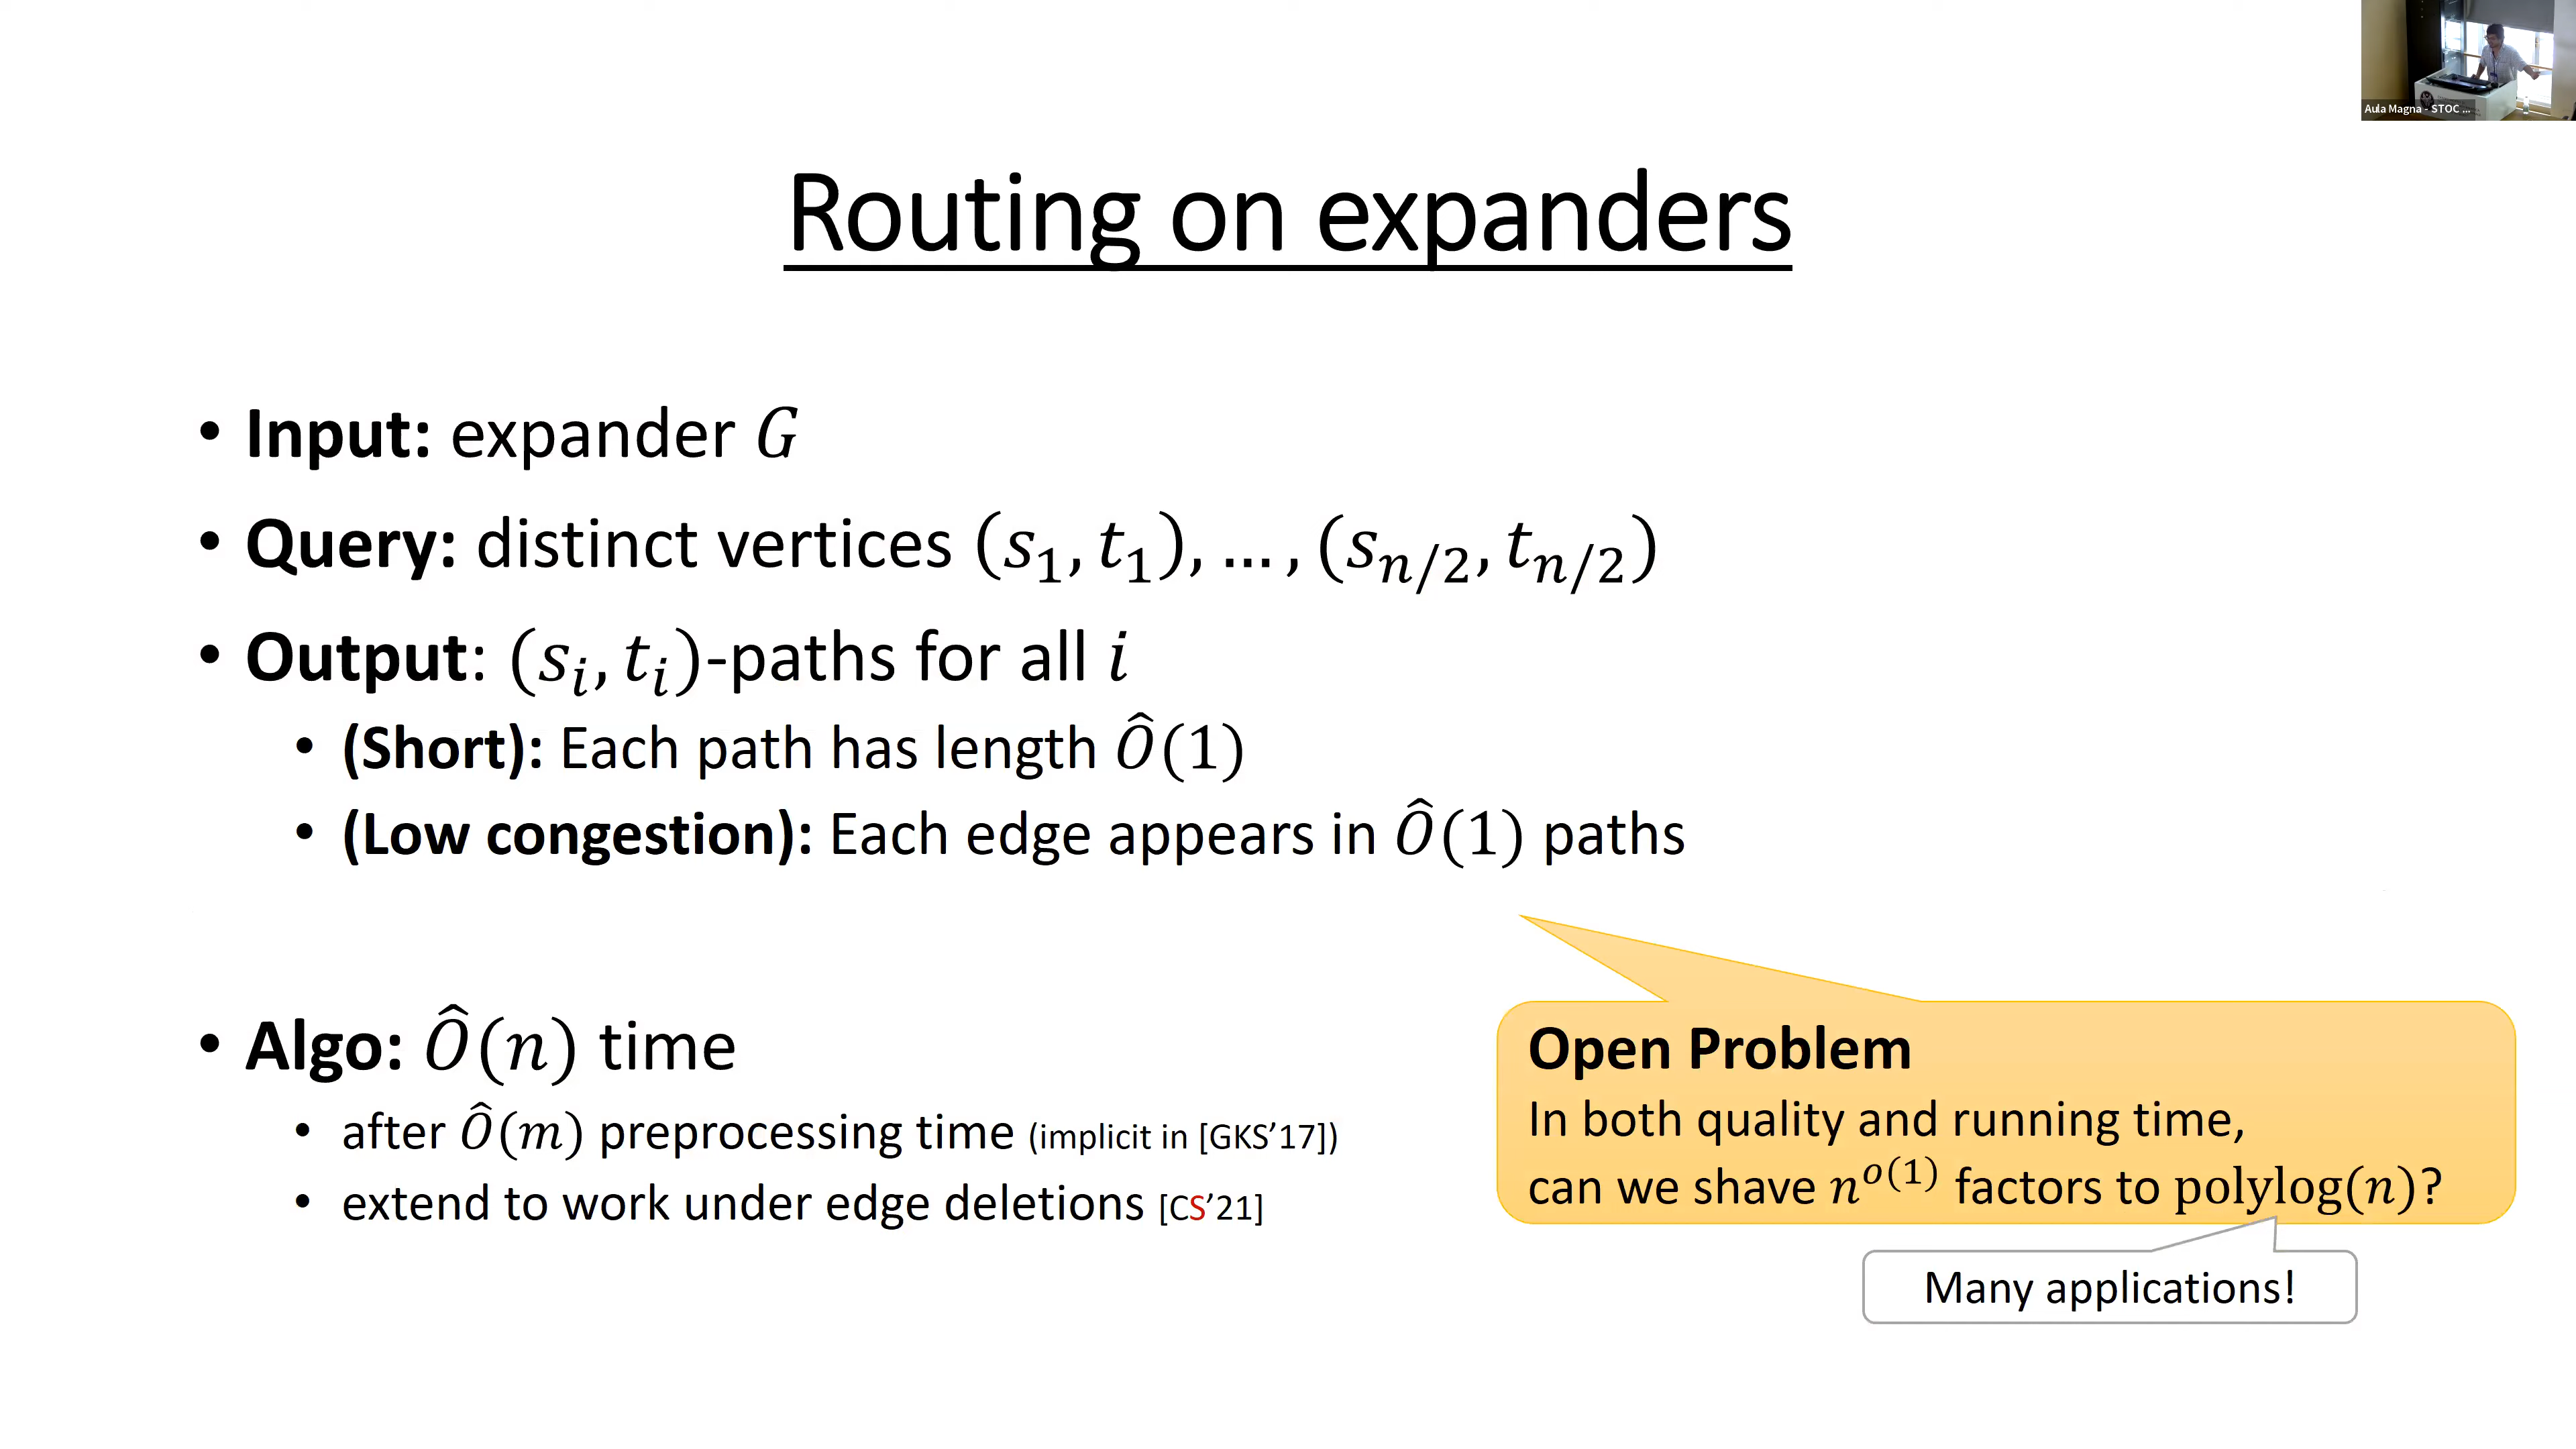 Aula Magna - STOC ...
Routing on expanders
• Input: expander G
• Query: distinct vertices (s₁, t₁), ... , (sₙ/₂, tₙ/₂)
• Output: (sᵢ, tᵢ)-paths for all i
• (Short): Each path has length Ô(1)
• (Low congestion): Each edge appears in Ô(1) paths
• Algo: Ô(n) time
• after Ô(m) preprocessing time (implicit in [GKS’17])
• extend to work under edge deletions [CS’21]
Open Problem
In both quality and running time,
can we shave n^{o(1)} factors to polylog(n)?
Many applications!